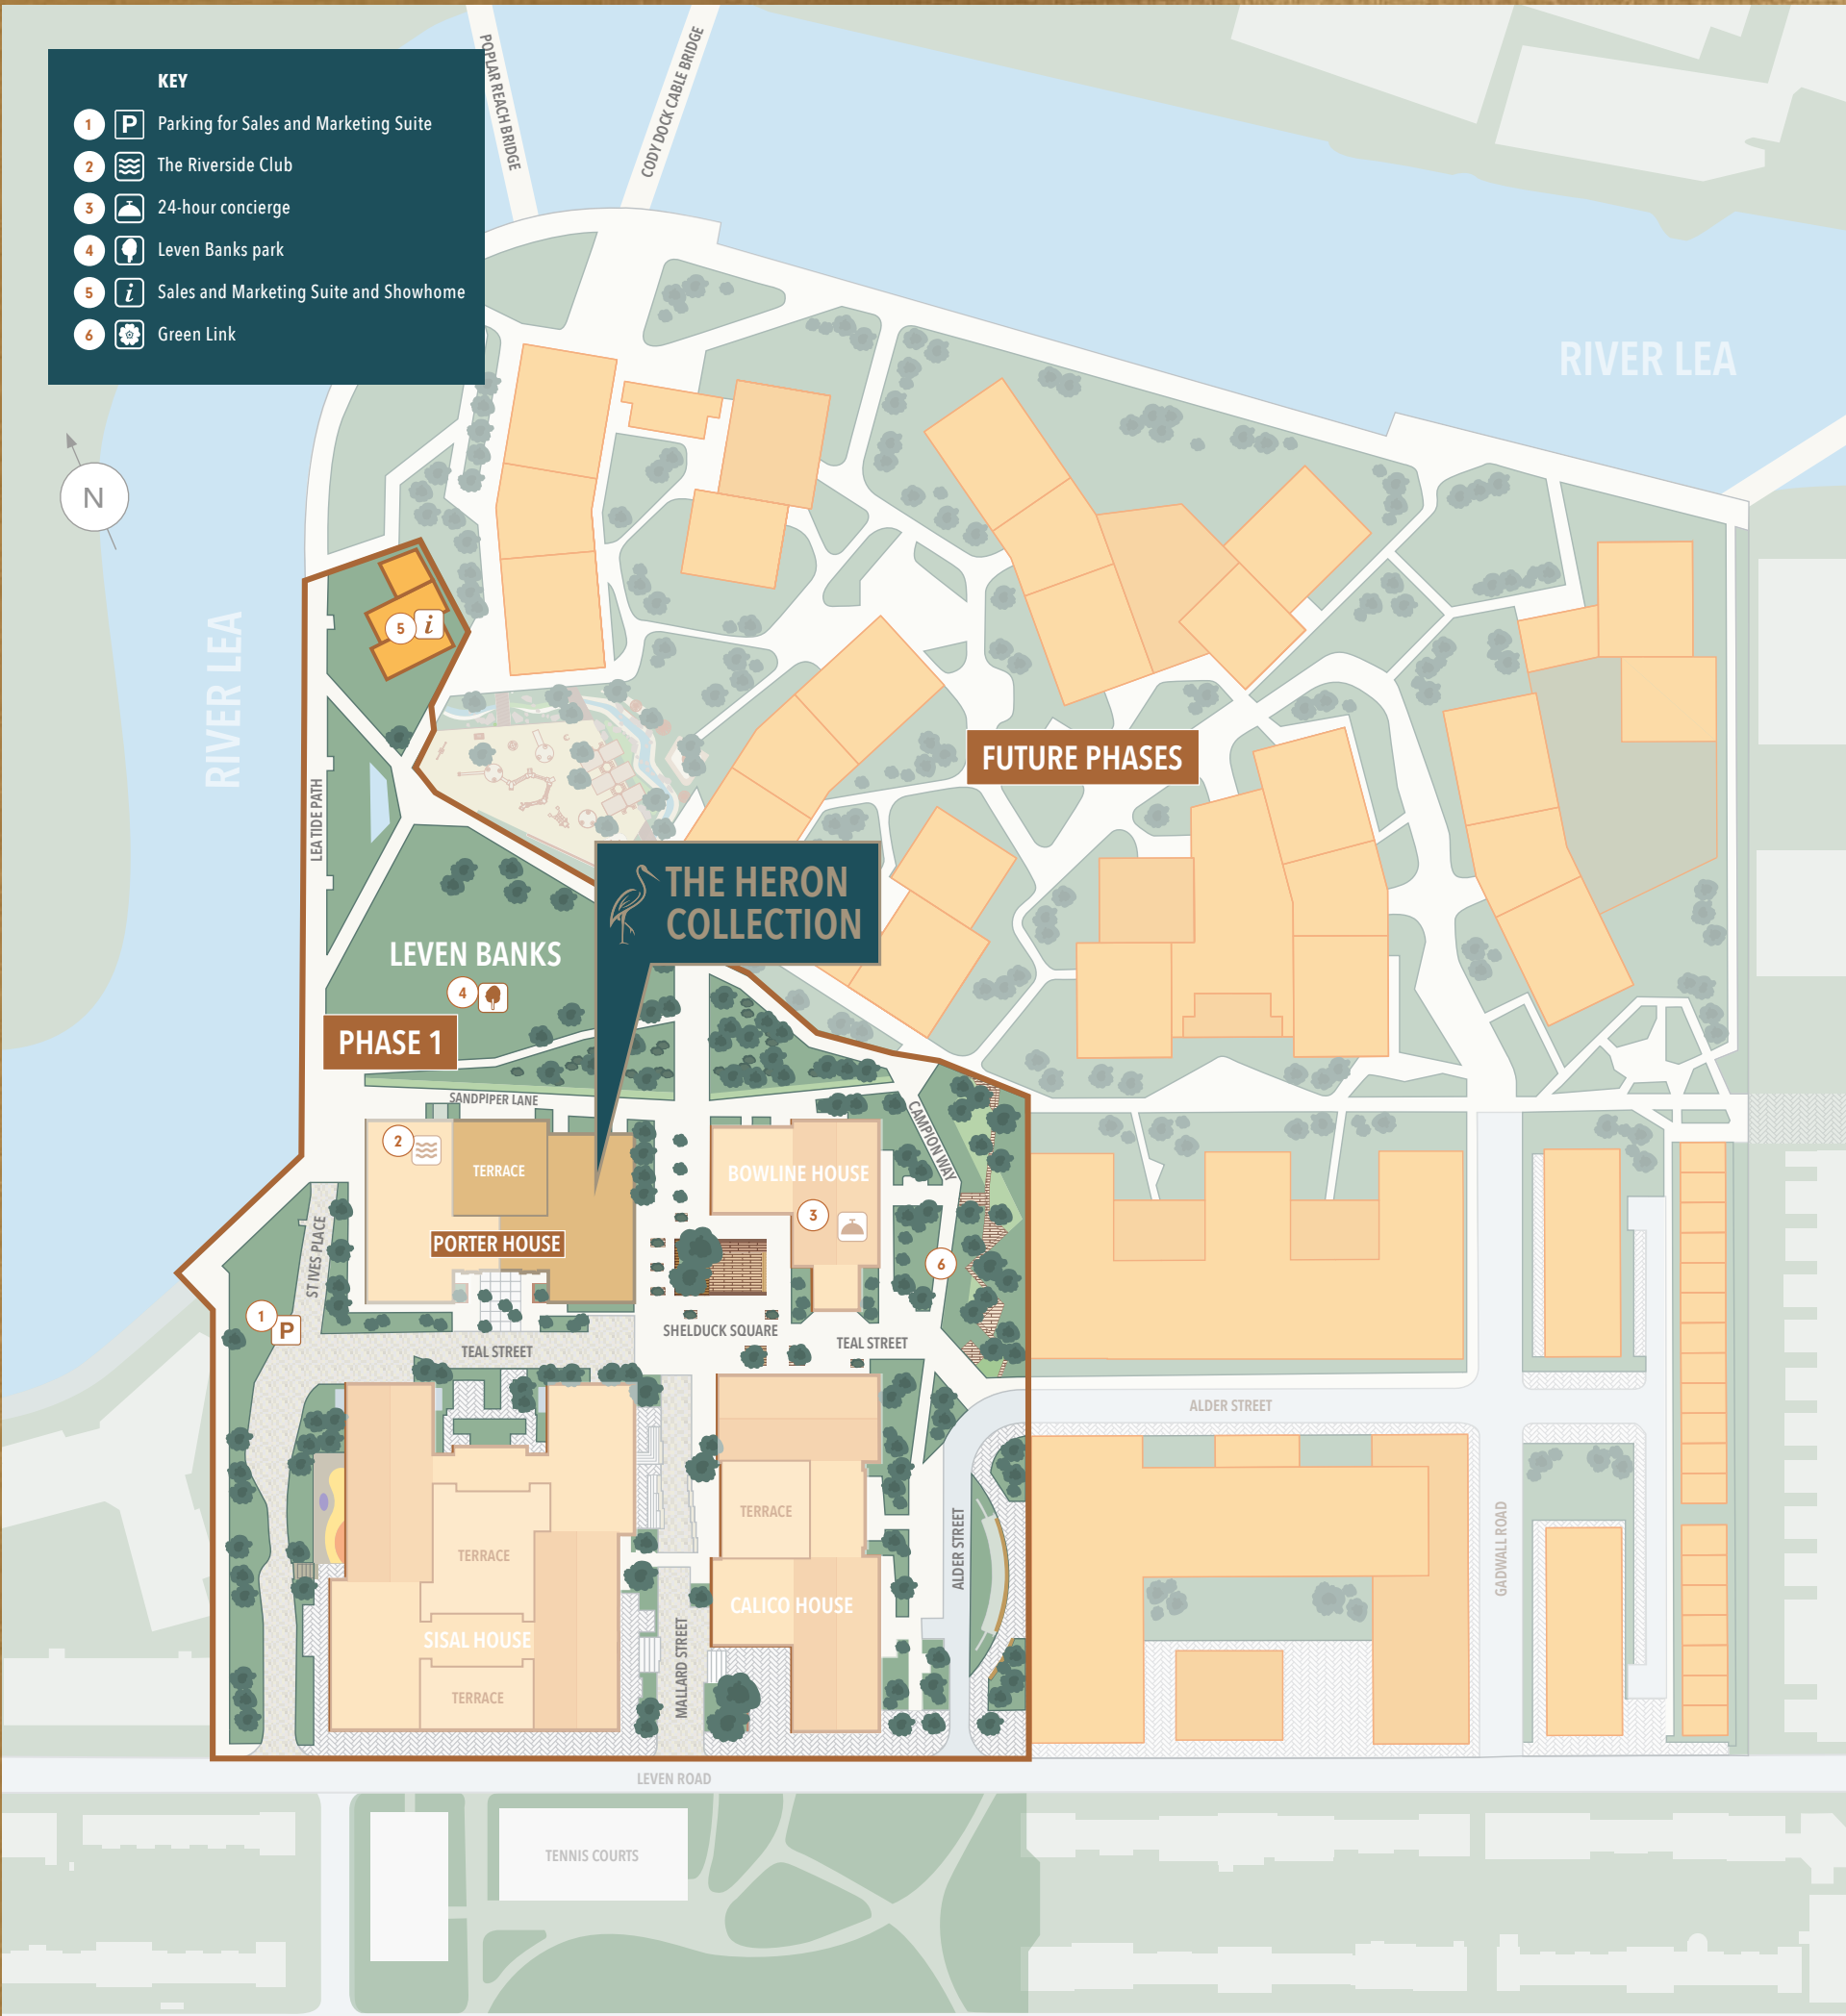 KEY
1 P Parking for Sales and Marketing Suite
2 The Riverside Club
3 24-hour concierge
4 Leven Banks park
5 i Sales and Marketing Suite and Showhome
6 Green Link
POPLAR REACH BRIDGE
CODY DOCK CABLE BRIDGE
RIVER LEA
N
5 i
RIVER LEA
LEA TIDE PATH
FUTURE PHASES
THE HERON
COLLECTION
LEVEN BANKS
4
PHASE 1
SANDPIPER LANE
CAMPION WAY
2
TERRACE
BOWLINE HOUSE
3
PORTER HOUSE
ST IVES PLACE
6
1 P
SHELDUCK SQUARE
TEAL STREET
TEAL STREET
ALDER STREET
TERRACE
TERRACE
ALDER STREET
GADWALL ROAD
CALICO HOUSE
SISAL HOUSE
MALLARD STREET
TERRACE
LEVEN ROAD
TENNIS COURTS